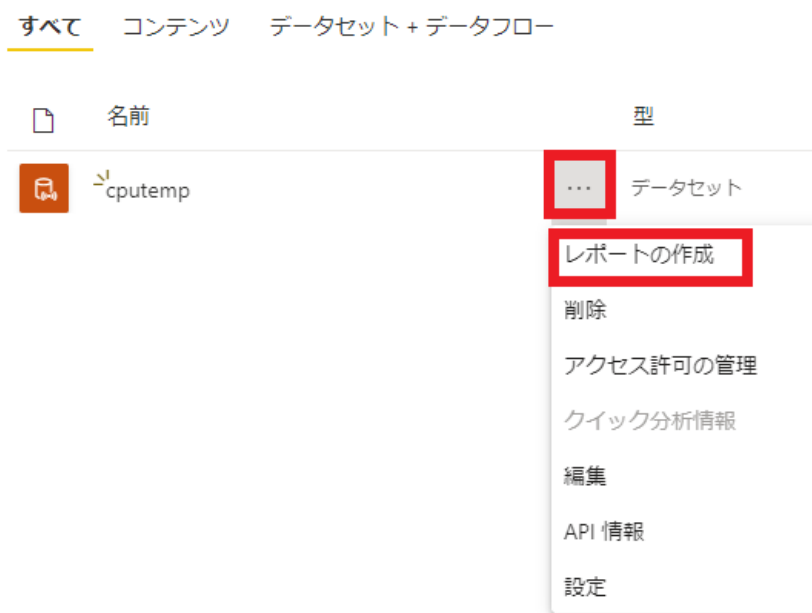 すべて コンテンツ データセット + データフロー
名前 型
cputemp … データセット
レポートの作成
削除
アクセス許可の管理
クイック分析情報
編集
API 情報
設定